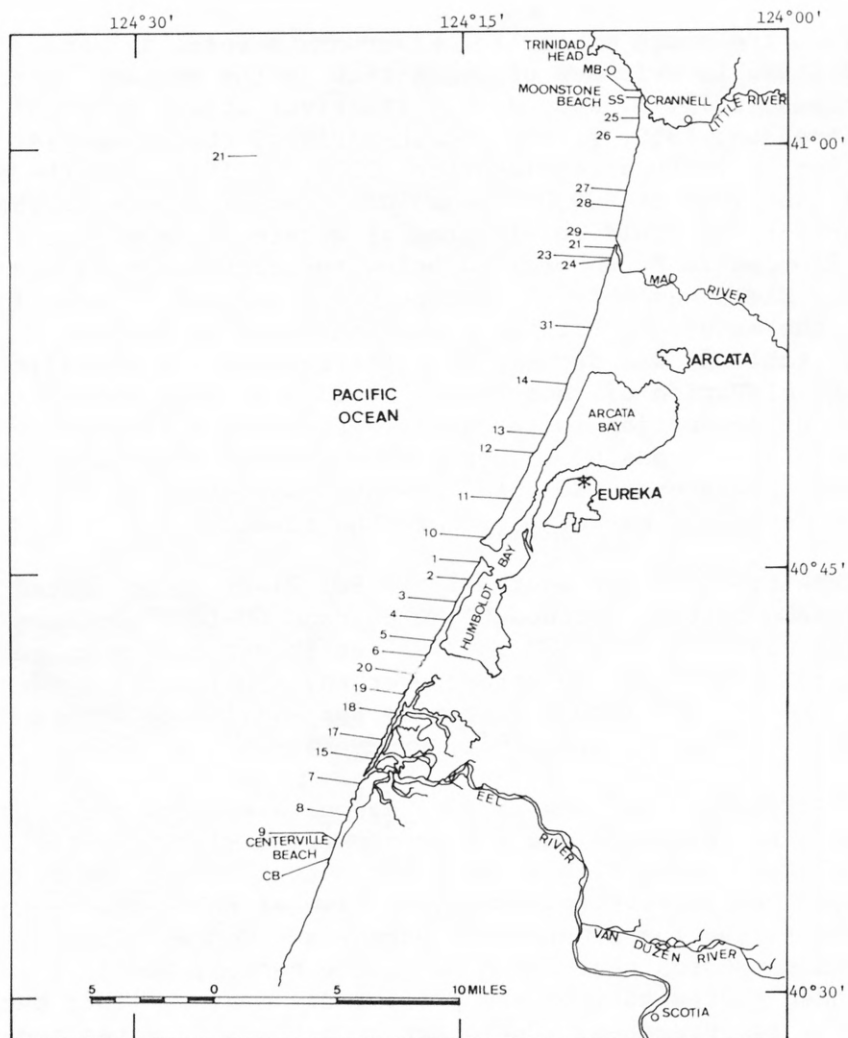 124°30'
124°15'
124°00'
TRINIDAD
HEAD
MB
MOONSTONE
BEACH
SS
CRANNELL
LITTLE RIVER
25
26
41°00'
21
27
28
29
21
23
24
MAD RIVER
31
ARCATA
14
PACIFIC
OCEAN
ARCATA
BAY
13
12
EUREKA
11
10
1
HUMBOLDT BAY
40°45'
2
3
4
5
6
20
19
18
17
15
7
EEL RIVER
8
9
CENTERVILLE
BEACH
CB
VAN DUZEN RIVER
5 0 5 10 MILES
40°30'
SCOTIA